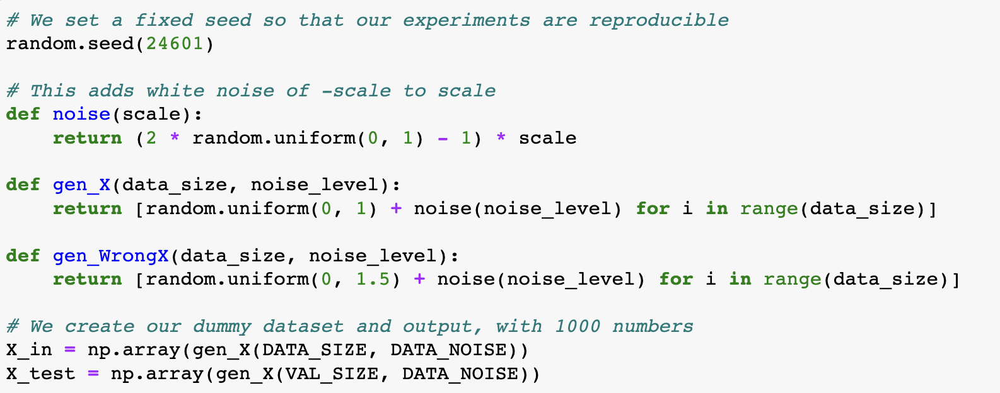 # We set a fixed seed so that our experiments are reproducible
random.seed(24601)

# This adds white noise of -scale to scale
def noise(scale):
    return (2 * random.uniform(0, 1) - 1) * scale

def gen_X(data_size, noise_level):
    return [random.uniform(0, 1) + noise(noise_level) for i in range(data_size)]

def gen_WrongX(data_size, noise_level):
    return [random.uniform(0, 1.5) + noise(noise_level) for i in range(data_size)]

# We create our dummy dataset and output, with 1000 numbers
X_in = np.array(gen_X(DATA_SIZE, DATA_NOISE))
X_test = np.array(gen_X(VAL_SIZE, DATA_NOISE))